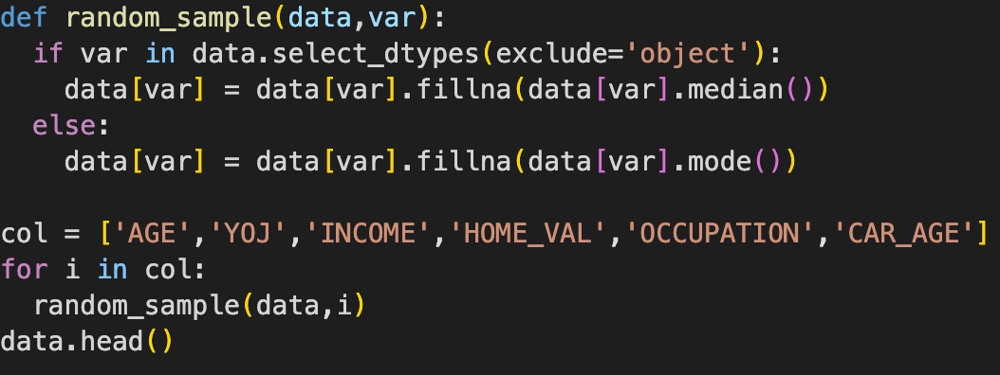 def random_sample(data,var):
  if var in data.select_dtypes(exclude='object'):
    data[var] = data[var].fillna(data[var].median())
  else:
    data[var] = data[var].fillna(data[var].mode())

col = ['AGE','YOJ','INCOME','HOME_VAL','OCCUPATION','CAR_AGE']
for i in col:
  random_sample(data,i)
data.head()